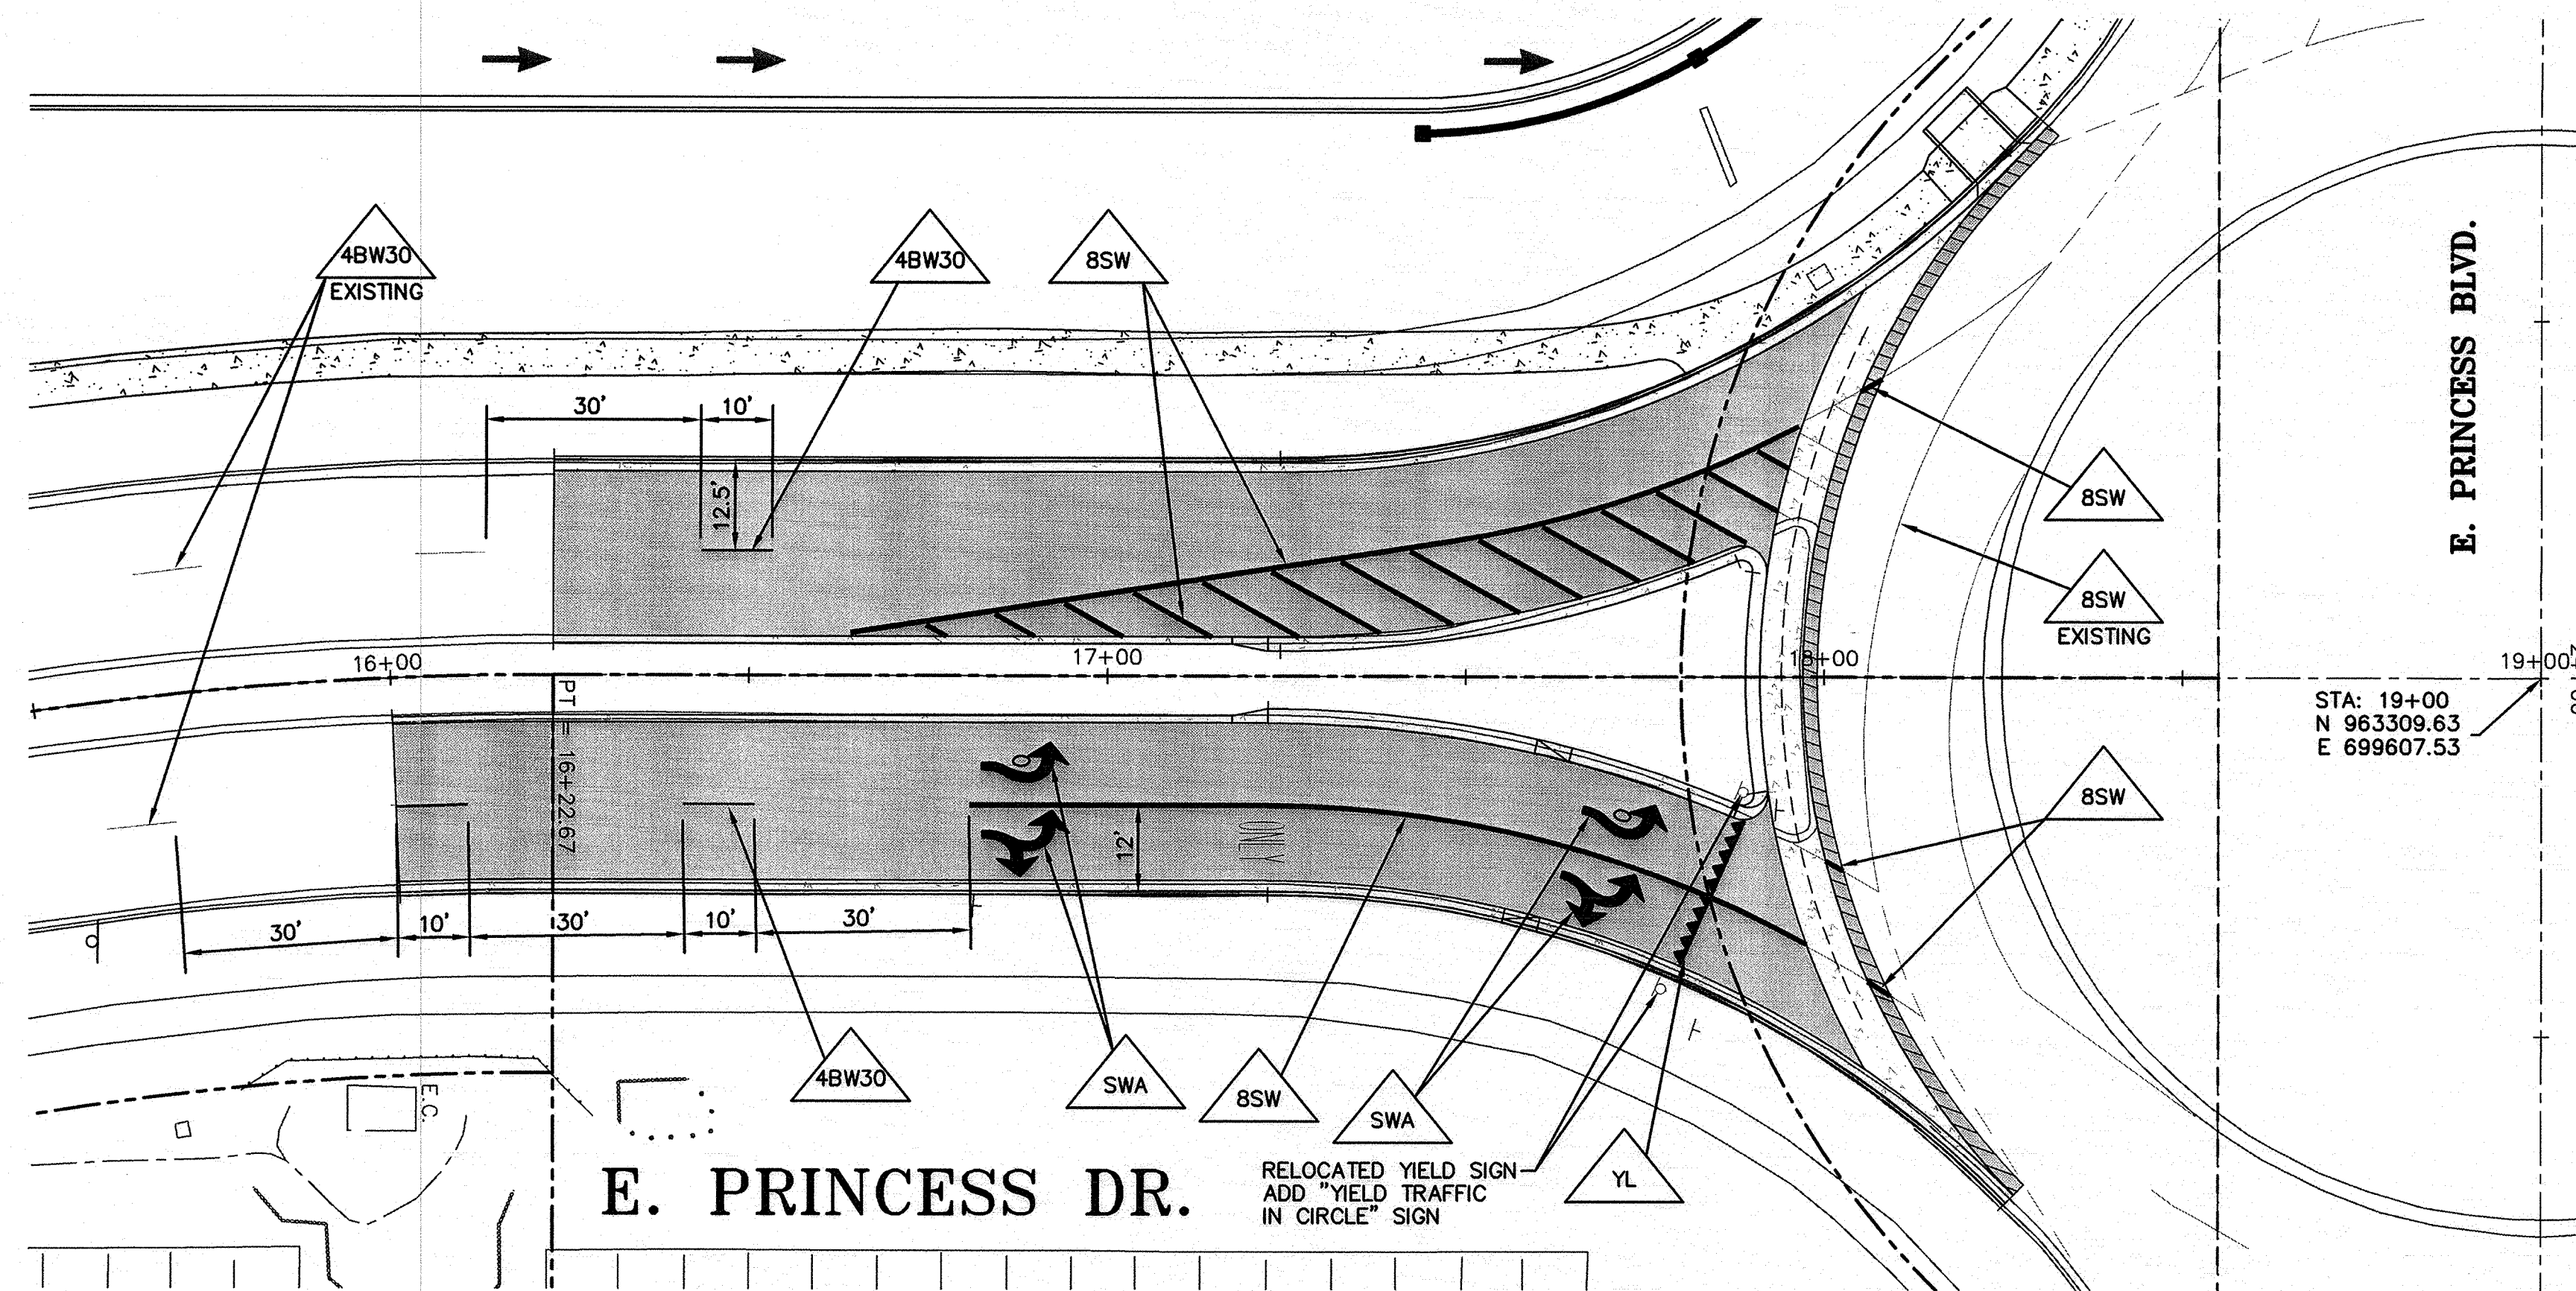 4BW30
EXISTING
4BW30
8SW
30'
10'
12.5'
8SW
8SW
EXISTING
E. PRINCESS BLVD.
16+00
17+00
18+00
19+00
STA: 19+00
N 963309.63
E 699607.53
PT = 16+22.67
ONLY
12'
8SW
30'
10'
30'
10'
30'
4BW30
SWA
8SW
SWA
YL
E.C.
E. PRINCESS DR.
RELOCATED YIELD SIGN
ADD "YIELD TRAFFIC
IN CIRCLE" SIGN